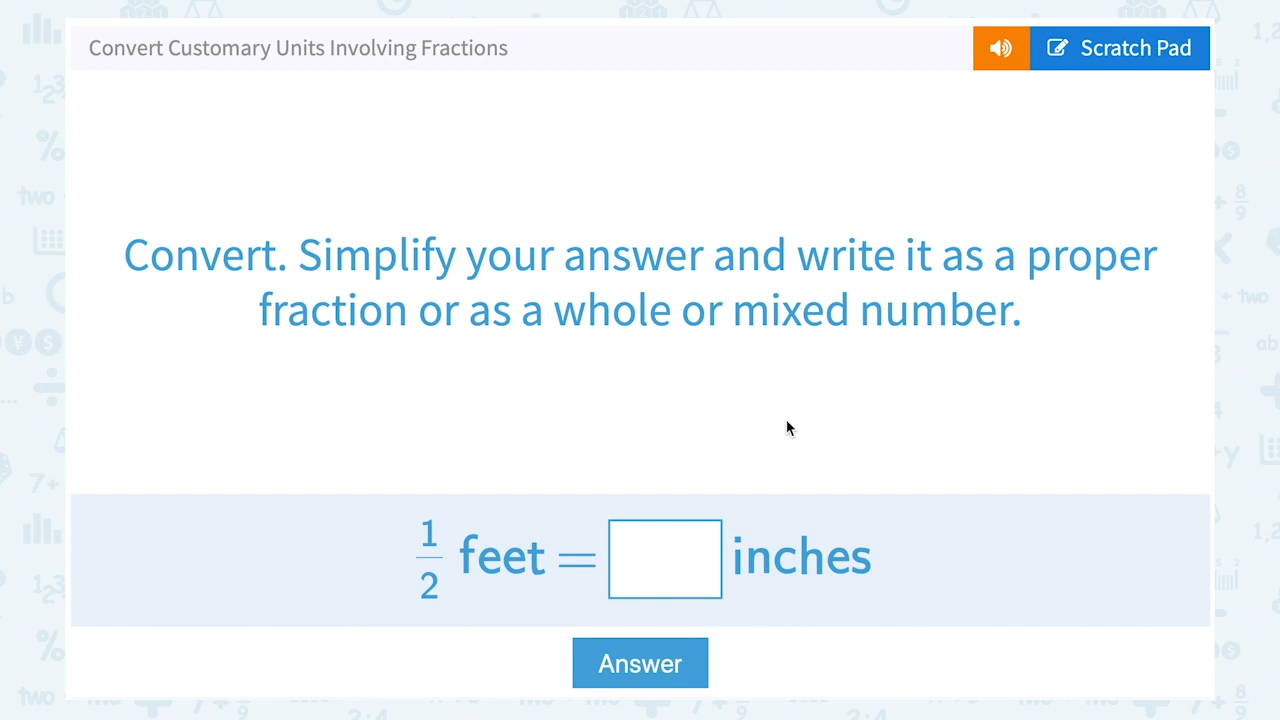 Convert Customary Units Involving Fractions
Scratch Pad
Convert. Simplify your answer and write it as a proper
fraction or as a whole or mixed number.
1/2 feet = inches
Answer